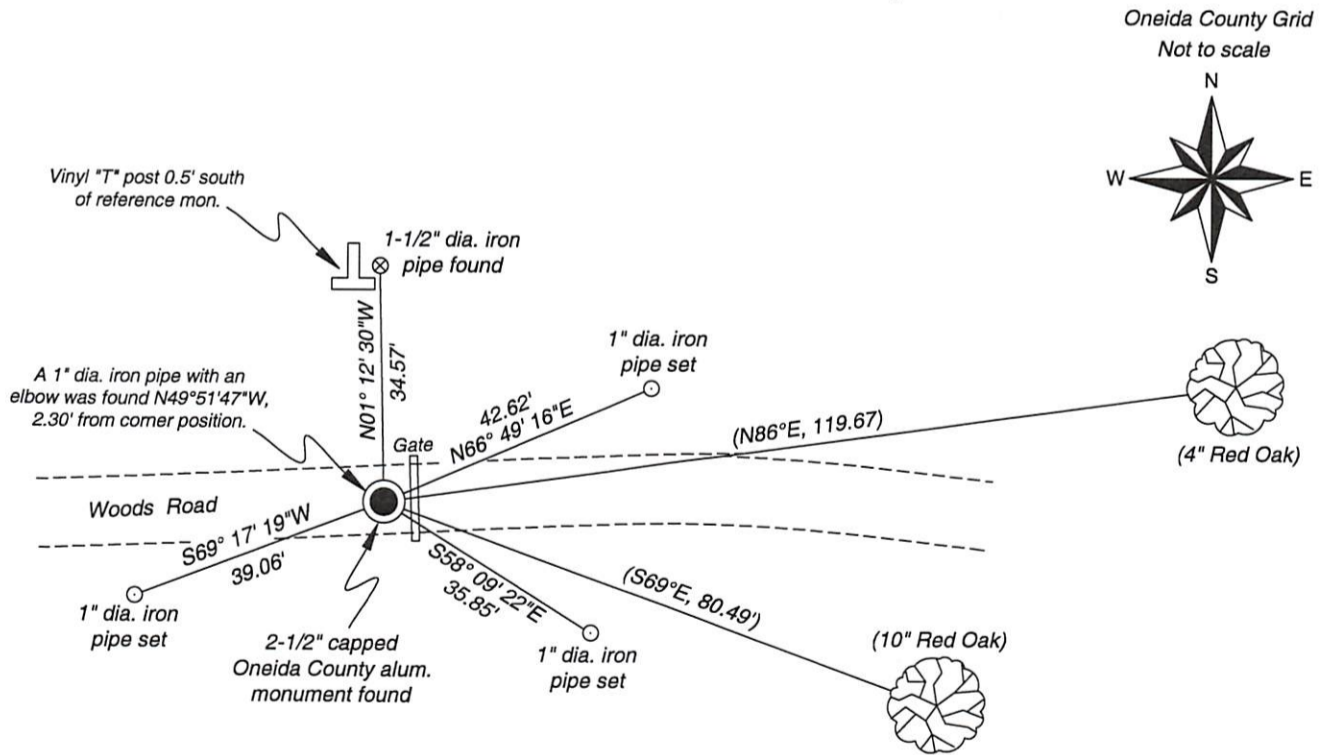 Oneida County Grid
Not to scale
N
W
E
S
Vinyl "T" post 0.5' south
of reference mon.
1-1/2" dia. iron
pipe found
N01° 12' 30"W
34.57'
A 1" dia. iron pipe with an
elbow was found N49°51'47"W,
2.30' from corner position.
1" dia. iron
pipe set
42.62'
N66° 49' 16"E
Gate
(N86°E, 119.67)
(4" Red Oak)
Woods Road
S69° 17' 19"W
39.06'
1" dia. iron
pipe set
2-1/2" capped
Oneida County alum.
monument found
S58° 09' 22"E
35.85'
1" dia. iron
pipe set
(S69°E, 80.49')
(10" Red Oak)